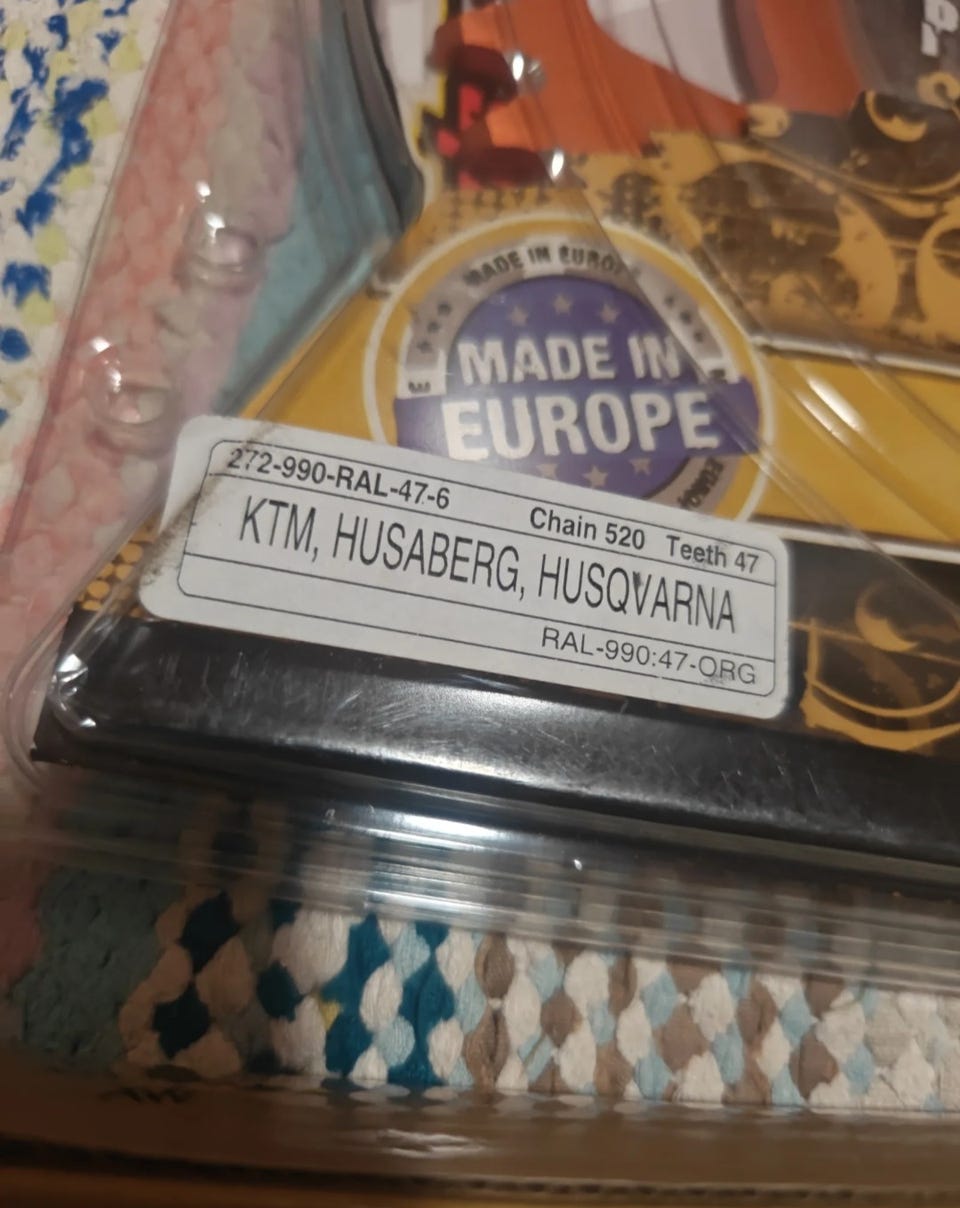 MADE IN EUROPE
MADE IN
EUROPE
272-990-RAL-47-6
Chain 520 Teeth 47
KTM, HUSABERG, HUSQVARNA
RAL-990:47-ORG